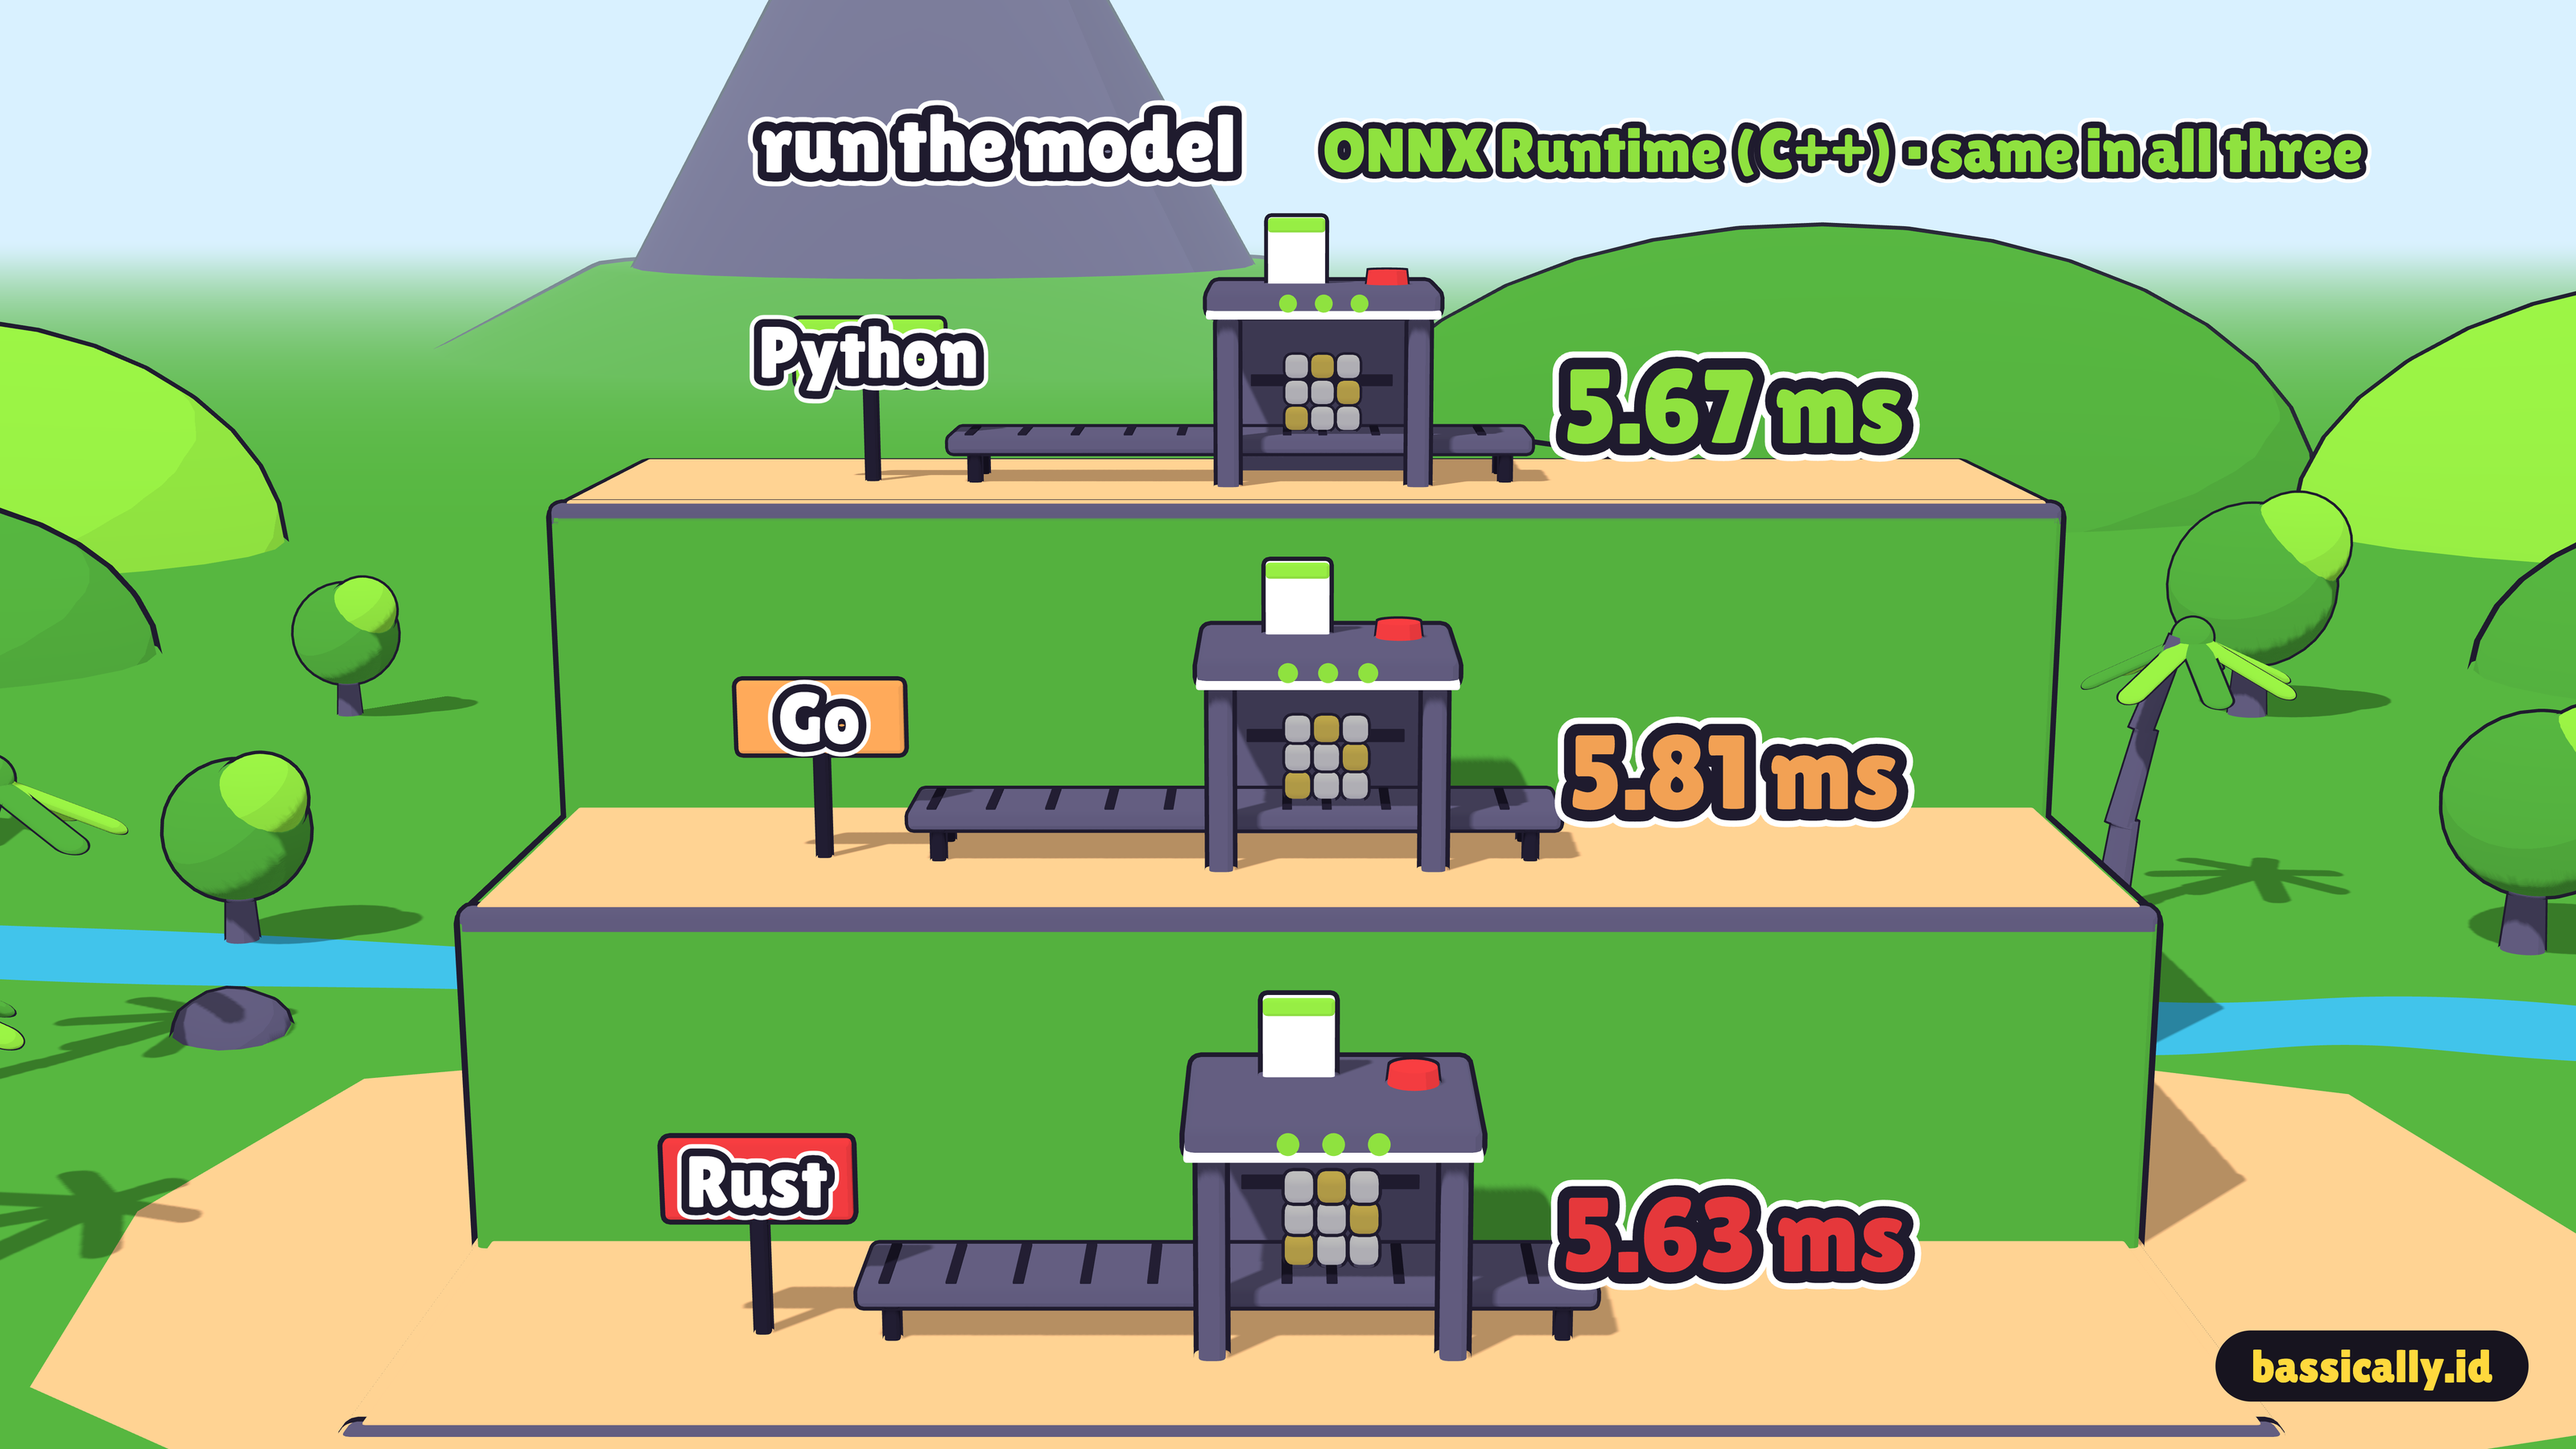 run the model
ONNX Runtime (C++) · same in all three
Python
5.67 ms
Go
5.81 ms
Rust
5.63 ms
bassically.id